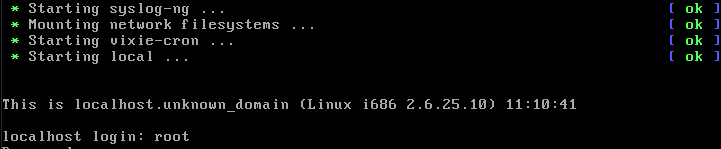 * Starting syslog-ng ... [ ok ]
* Mounting network filesystems ... [ ok ]
* Starting vixie-cron ... [ ok ]
* Starting local ... [ ok ]
This is localhost.unknown_domain (Linux i686 2.6.25.10) 11:10:41
localhost login: root